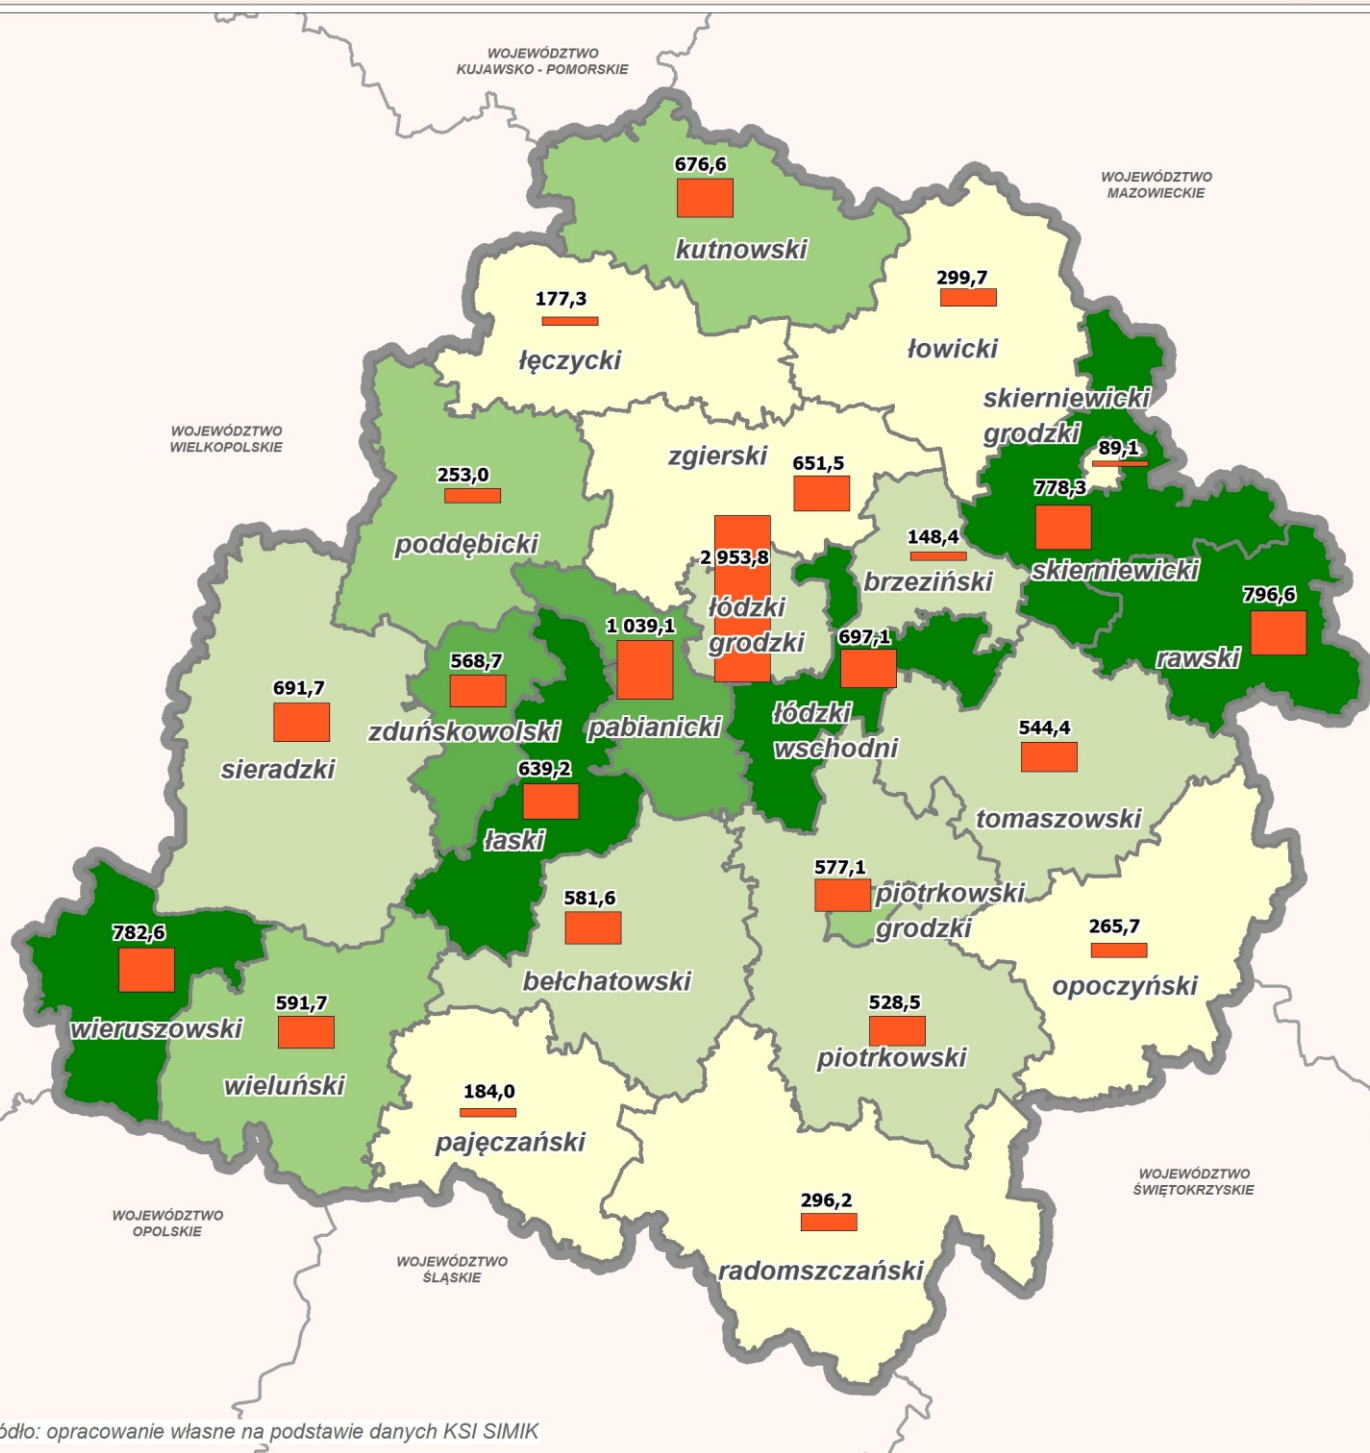 WOJEWÓDZTWO
KUJAWSKO - POMORSKIE
WOJEWÓDZTWO
MAZOWIECKIE
676,6
kutnowski
299,7
łowicki
177,3
łęczycki
skierniewicki
grodzki
89,1
WOJEWÓDZTWO
WIELKOPOLSKIE
zgierski
651,5
253,0
poddębicki
778,3
skierniewicki
148,4
brzeziński
2 953,8
łódzki
grodzki
796,6
rawski
1 039,1
pabianicki
697,1
łódzki
wschodni
568,7
zduńskowolski
691,7
sieradzki
544,4
tomaszowski
639,2
łaski
577,1
piotrkowski
grodzki
581,6
bełchatowski
265,7
opoczyński
782,6
wieruszowski
591,7
wieluński
528,5
piotrkowski
184,0
pajęczański
296,2
radomszczański
WOJEWÓDZTWO
ŚWIĘTOKRZYSKIE
WOJEWÓDZTWO
OPOLSKIE
WOJEWÓDZTWO
ŚLĄSKIE
ódło: opracowanie własne na podstawie danych KSI SIMIK